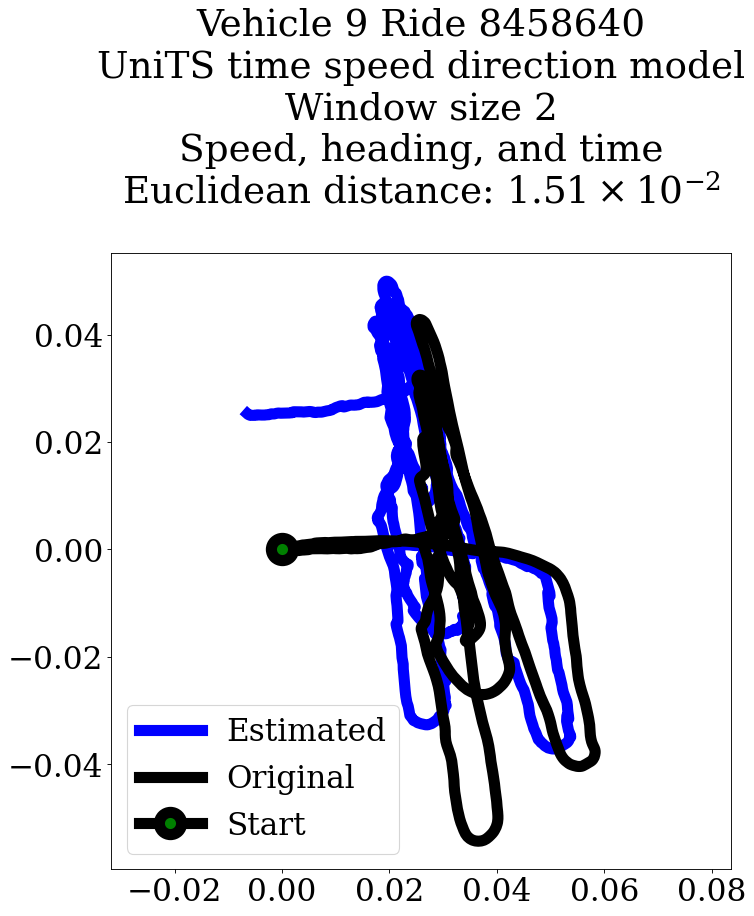 Vehicle 9 Ride 8458640
UniTS time speed direction model
Window size 2
Speed, heading, and time
Euclidean distance: 1.51 × 10⁻²
0.04
0.02
0.00
−0.02
−0.04
Estimated
Original
Start
−0.02 0.00 0.02 0.04 0.06 0.08